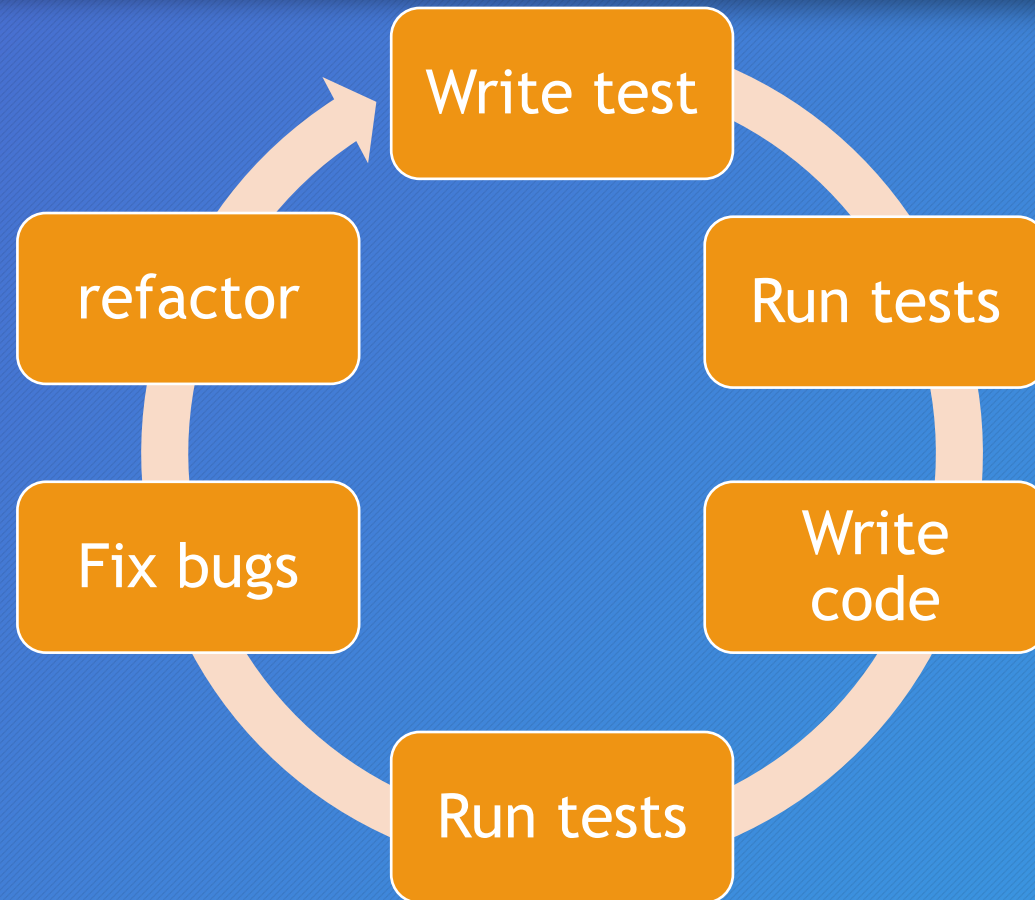 Write test
Run tests
Write
code
Run tests
Fix bugs
refactor